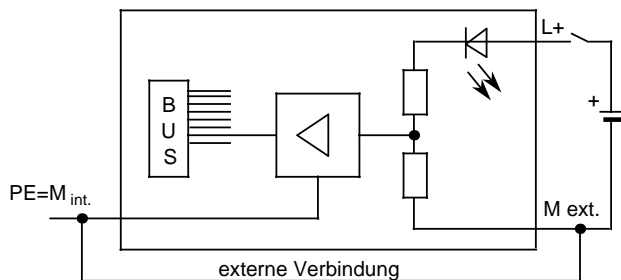 L+
B
U
S
+
PE=M int.
M ext.
externe Verbindung